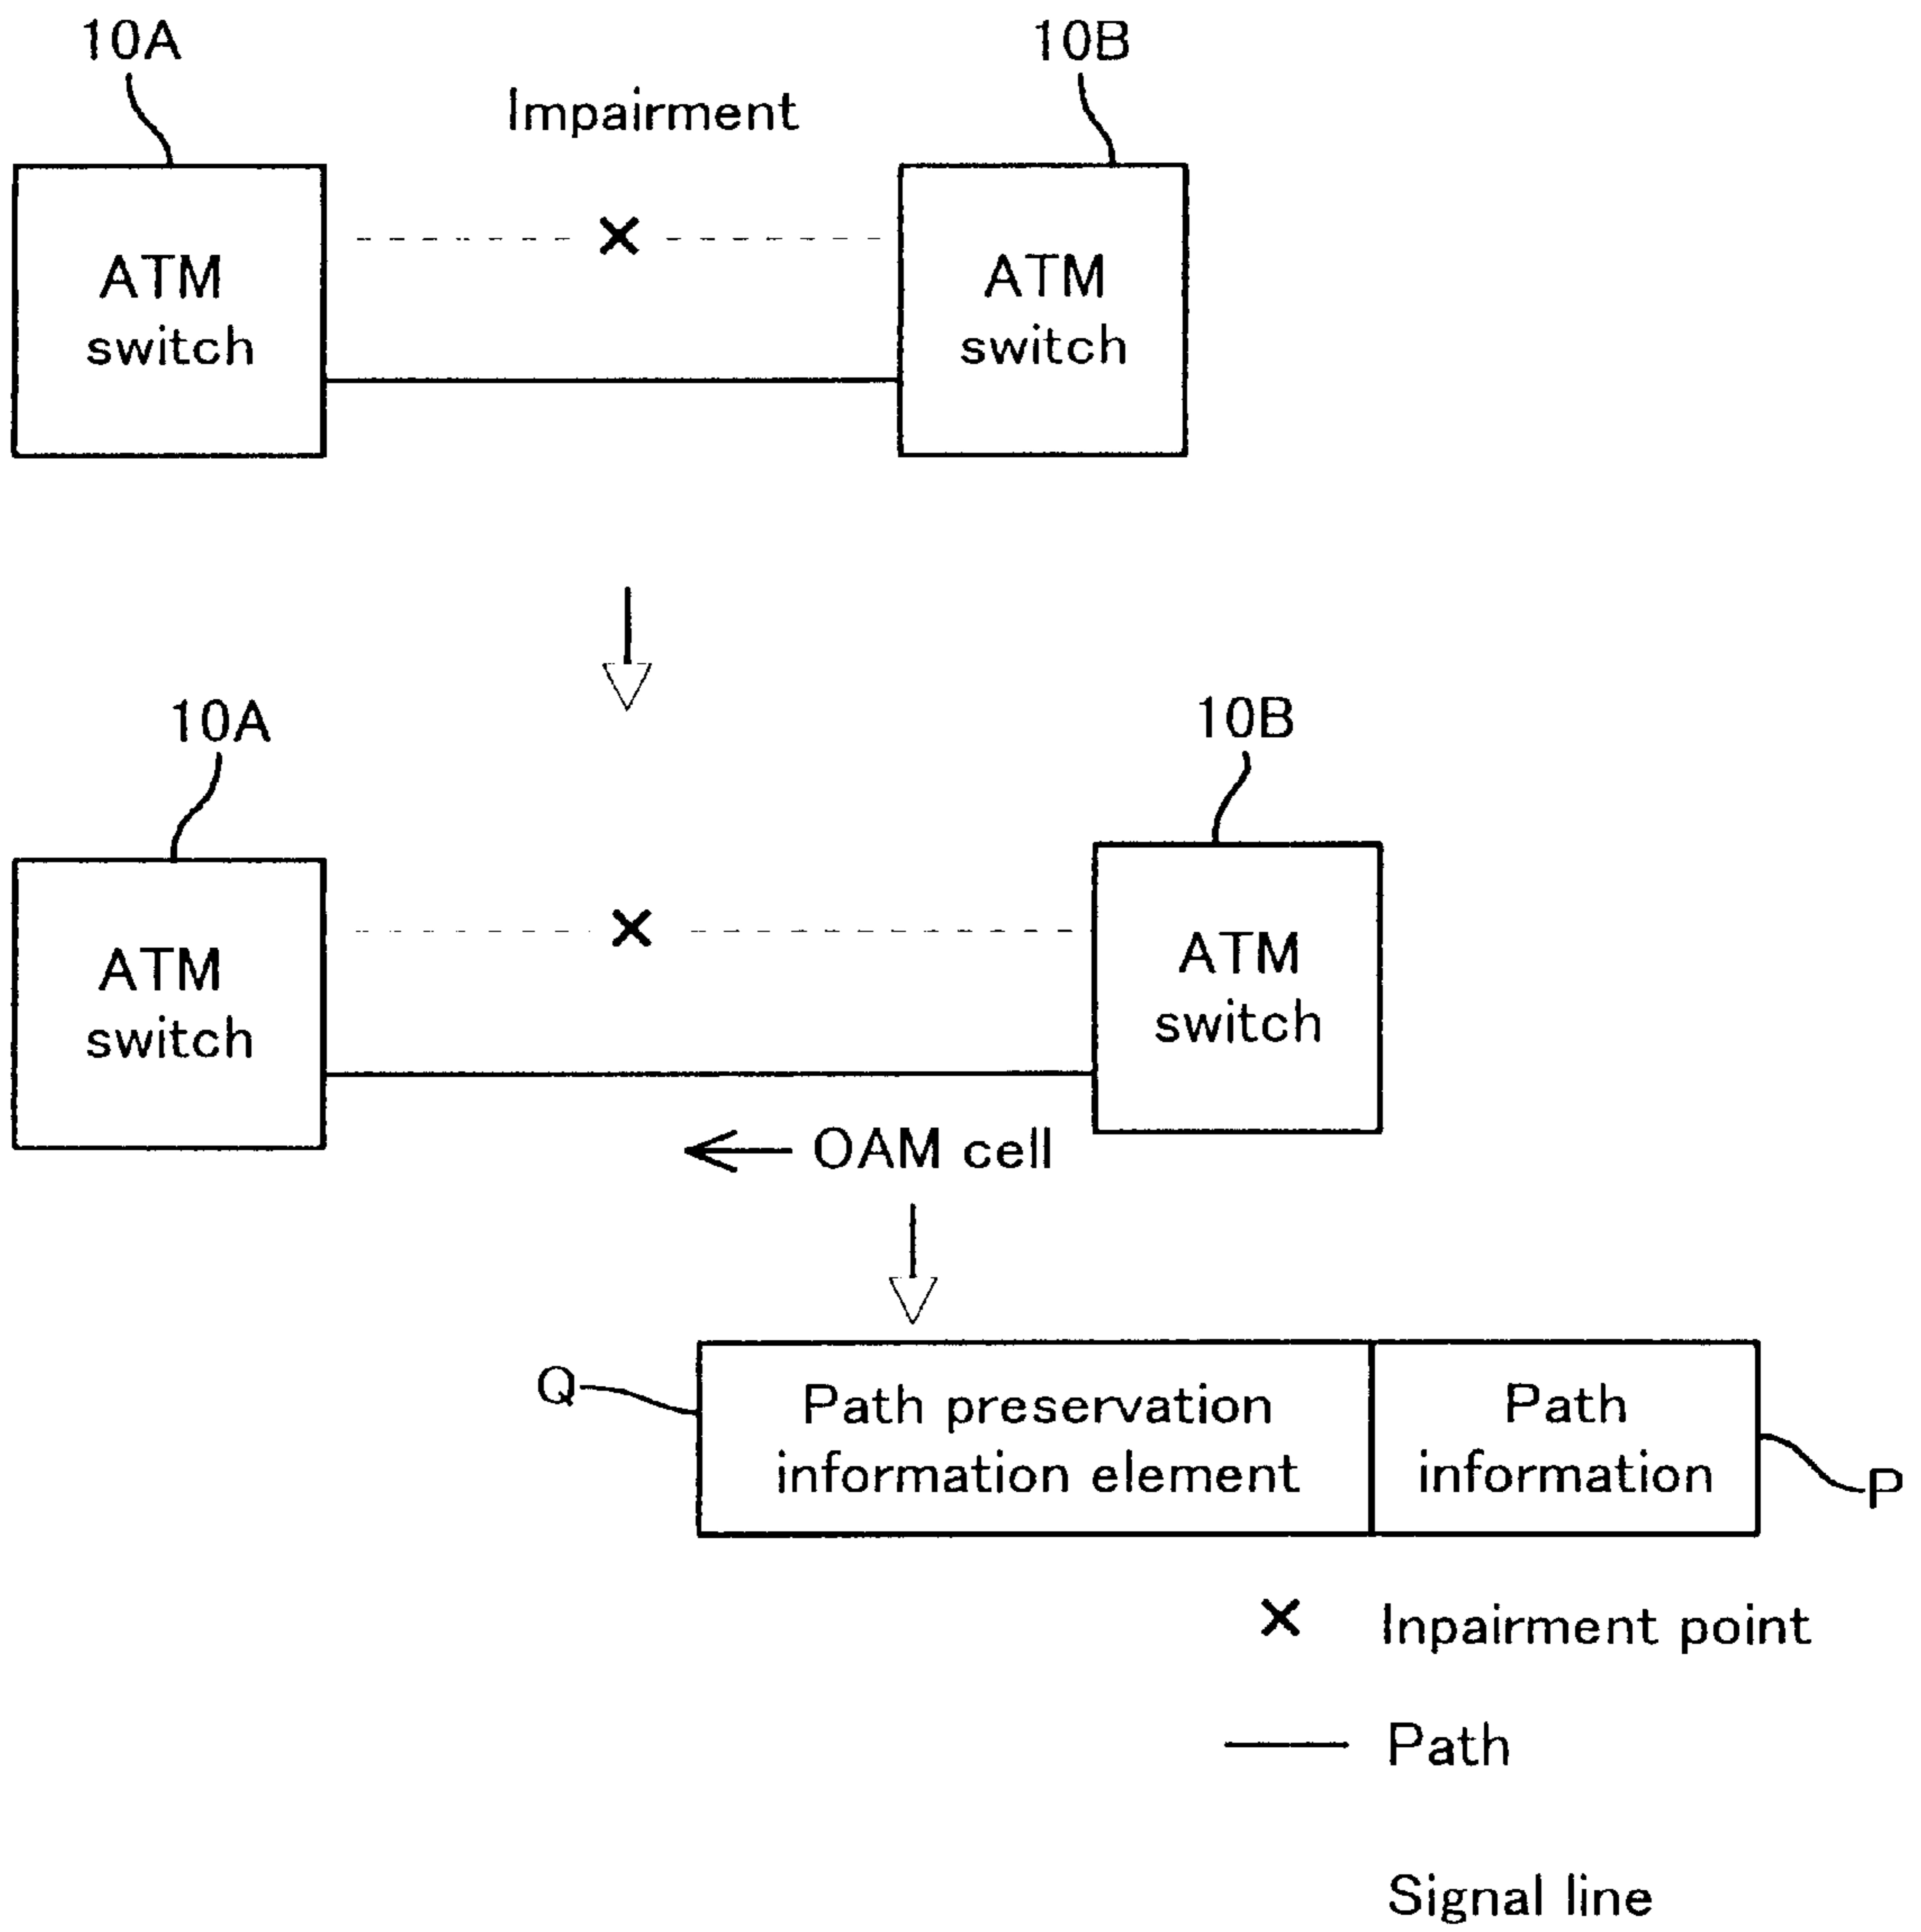 10A
10B
Impairment
ATM
switch
ATM
switch
10A
10B
ATM
switch
ATM
switch
OAM cell
Q
Path preservation
information element
Path
information
P
Inpairment point
Path
Signal line